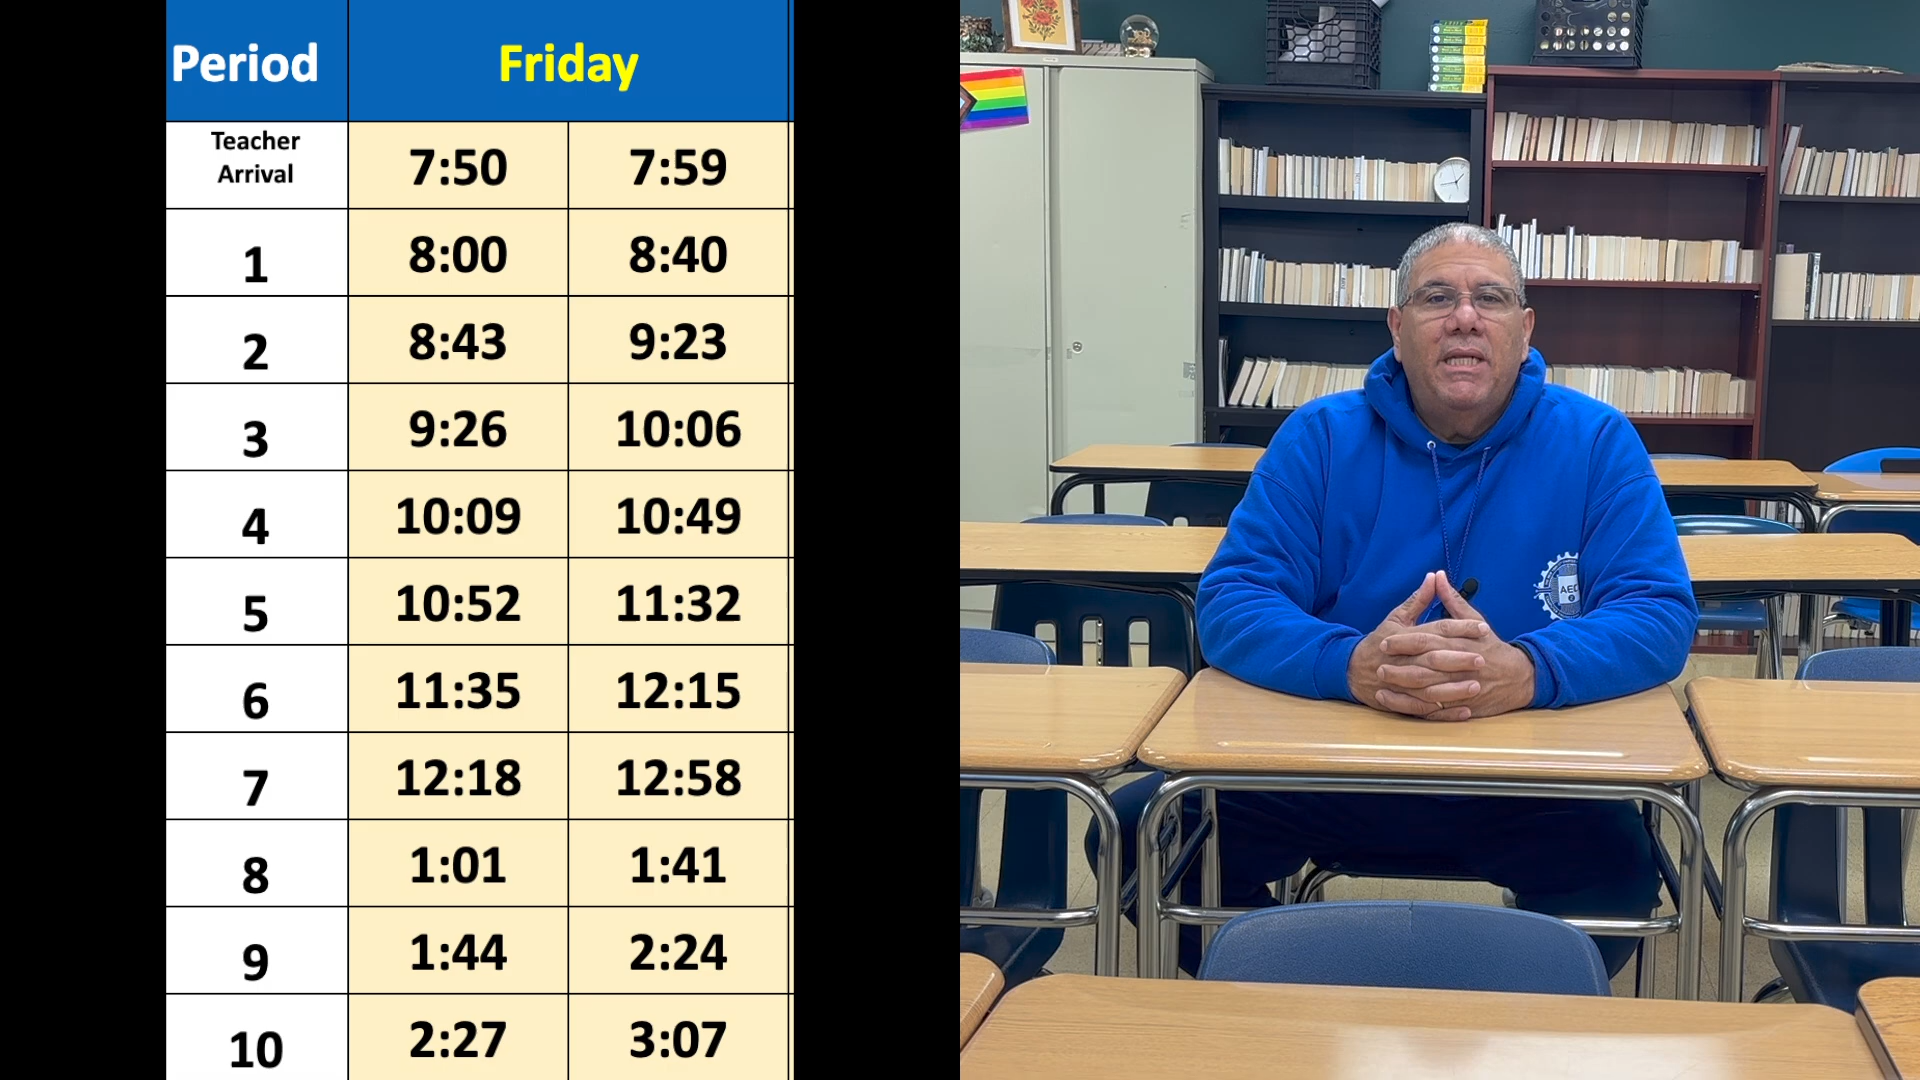 Period Friday
Teacher
Arrival 7:50 7:59
1 8:00 8:40
2 8:43 9:23
3 9:26 10:06
4 10:09 10:49
5 10:52 11:32
6 11:35 12:15
7 12:18 12:58
8 1:01 1:41
9 1:44 2:24
10 2:27 3:07